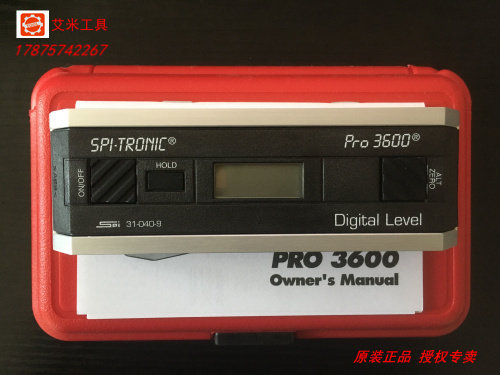 艾米工具
17875742267
SPI-TRONIC®
Pro 3600®
HOLD
ON/OFF
ALT
ZERO
SPI 31-040-9
Digital Level
PRO 3600
Owner's Manual
原装正品 授权专卖